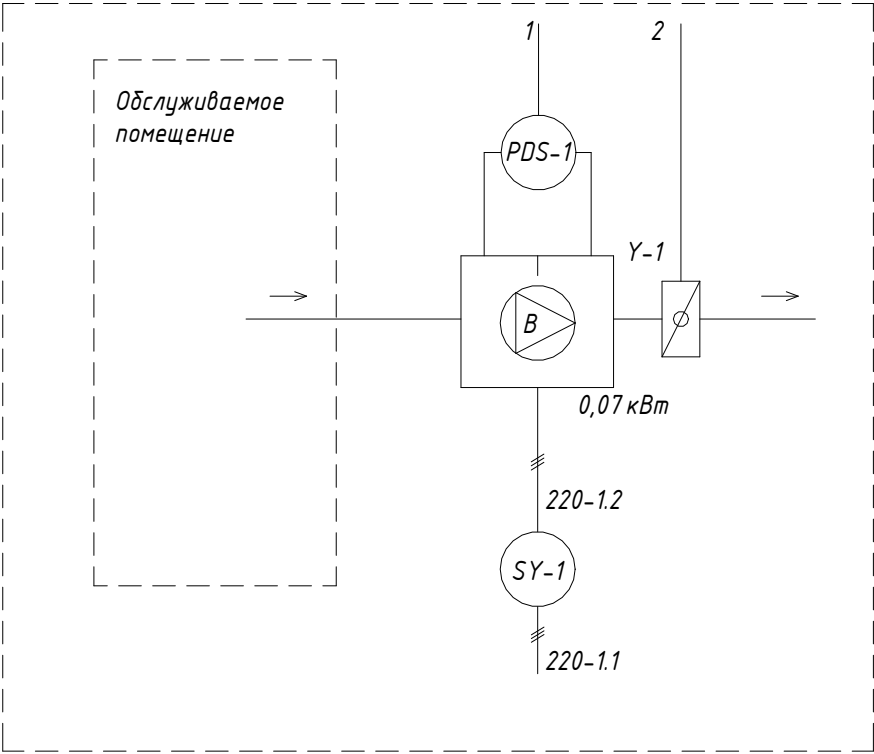 1
2
Обслуживаемое
помещение
PDS-1
Y-1
В
0,07 кВт
220-1.2
SY-1
220-1.1